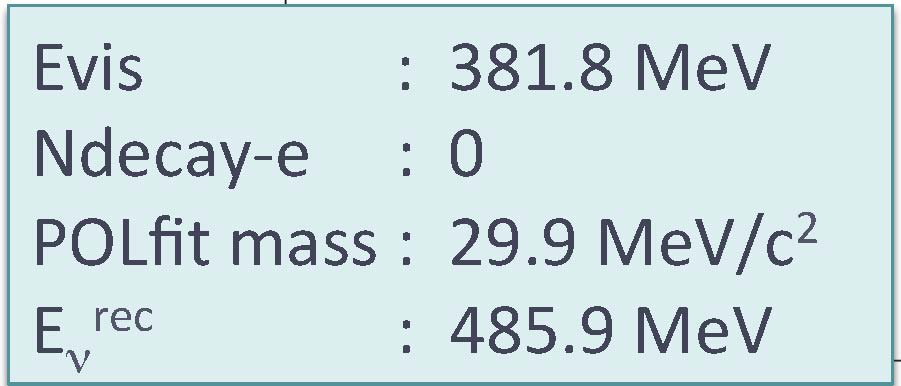 Evis : 381.8 MeV
Ndecay-e : 0
POLfit mass : 29.9 MeV/c²
Eνʳᵉᶜ : 485.9 MeV